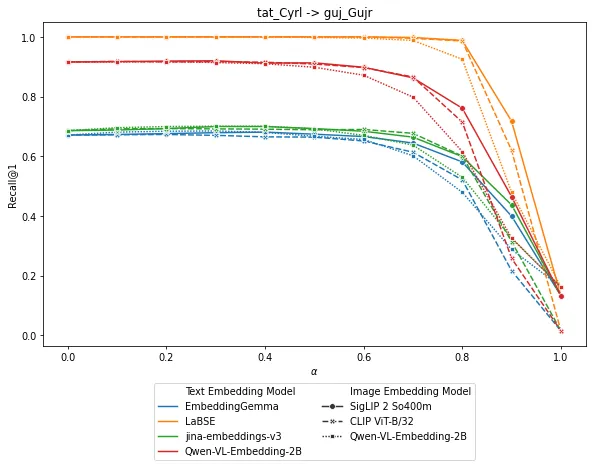 tat_Cyrl -> guj_Gujr
1.0
0.8
0.6
0.4
0.2
0.0
Recall@1
0.0 0.2 0.4 0.6 0.8 1.0
α
Text Embedding Model Image Embedding Model
EmbeddingGemma SigLIP 2 So400m
LaBSE CLIP ViT-B/32
jina-embeddings-v3 Qwen-VL-Embedding-2B
Qwen-VL-Embedding-2B